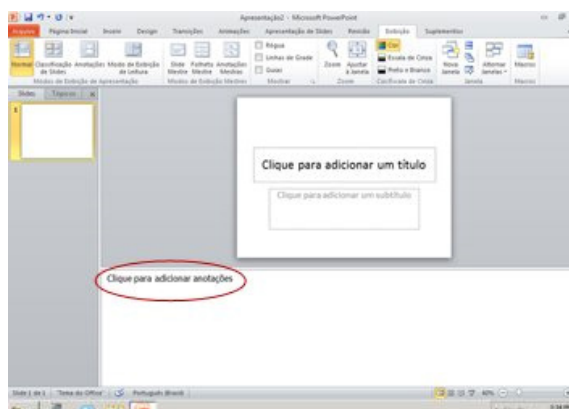 Apresentação2 - Microsoft PowerPoint
Arquivo Página Inicial Inserir Design Transições Animações Apresentação de Slides Revisão Exibição Suplementos
Normal Classificação de Slides Anotações Modo de Exibição de Leitura Slide Mestre Folheto Mestre Anotações Mestras Régua Linhas de Grade Guias Zoom Ajustar à Janela Cor Escala de Cinza Preto e Branco Nova Janela Alternar Janelas Macros
Modos de Exibição de Apresentação Modos de Exibição Mestres Mostrar Zoom Cor/Escala de Cinza Janela Macros
Slides Tópicos
1
Clique para adicionar um título
Clique para adicionar um subtítulo
Clique para adicionar anotações
Slide 1 de 1 "Tema do Office" Português (Brasil) 40%